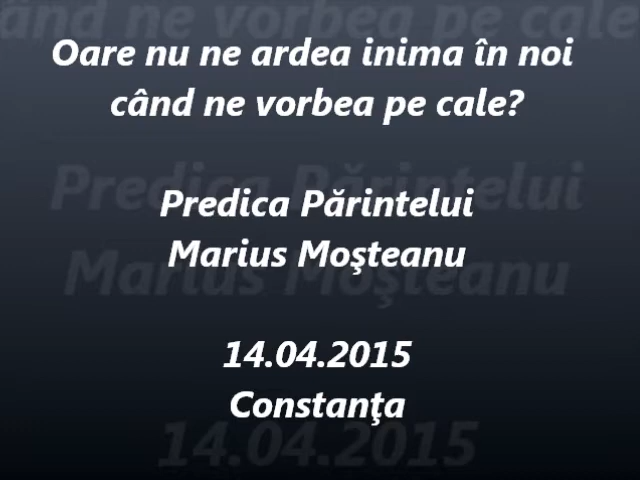 Oare nu ne ardea inima în noi
când ne vorbea pe cale?
Predica Părintelui
Marius Moşteanu
14.04.2015
Constanţa